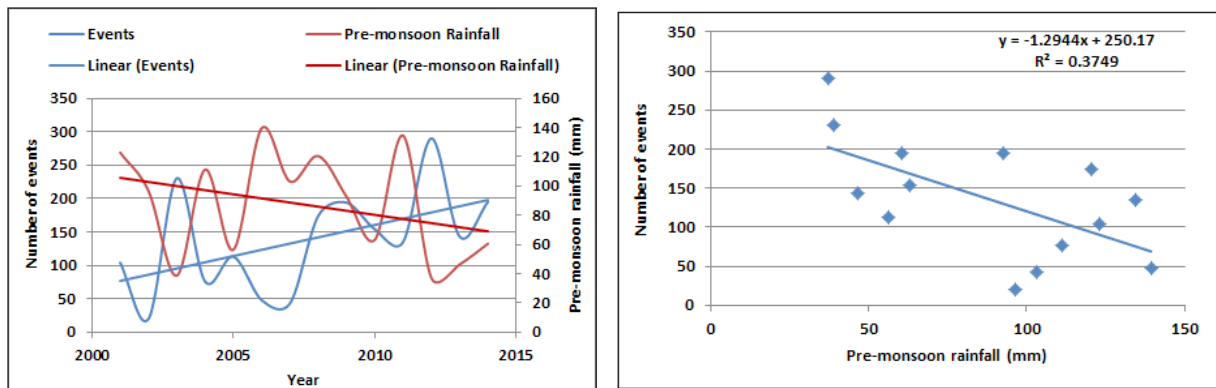 Events Pre-monsoon Rainfall
Linear (Events) Linear (Pre-monsoon Rainfall)
350 160
300 140
250 120
200 100
150 80
100 60
50 40
0 20
0
2000 2005 2010 2015
Number of events
Pre-monsoon rainfall (mm)
Year
y = -1.2944x + 250.17
R² = 0.3749
350
300
250
200
150
100
50
0
0 50 100 150
Number of events
Pre-monsoon rainfall (mm)